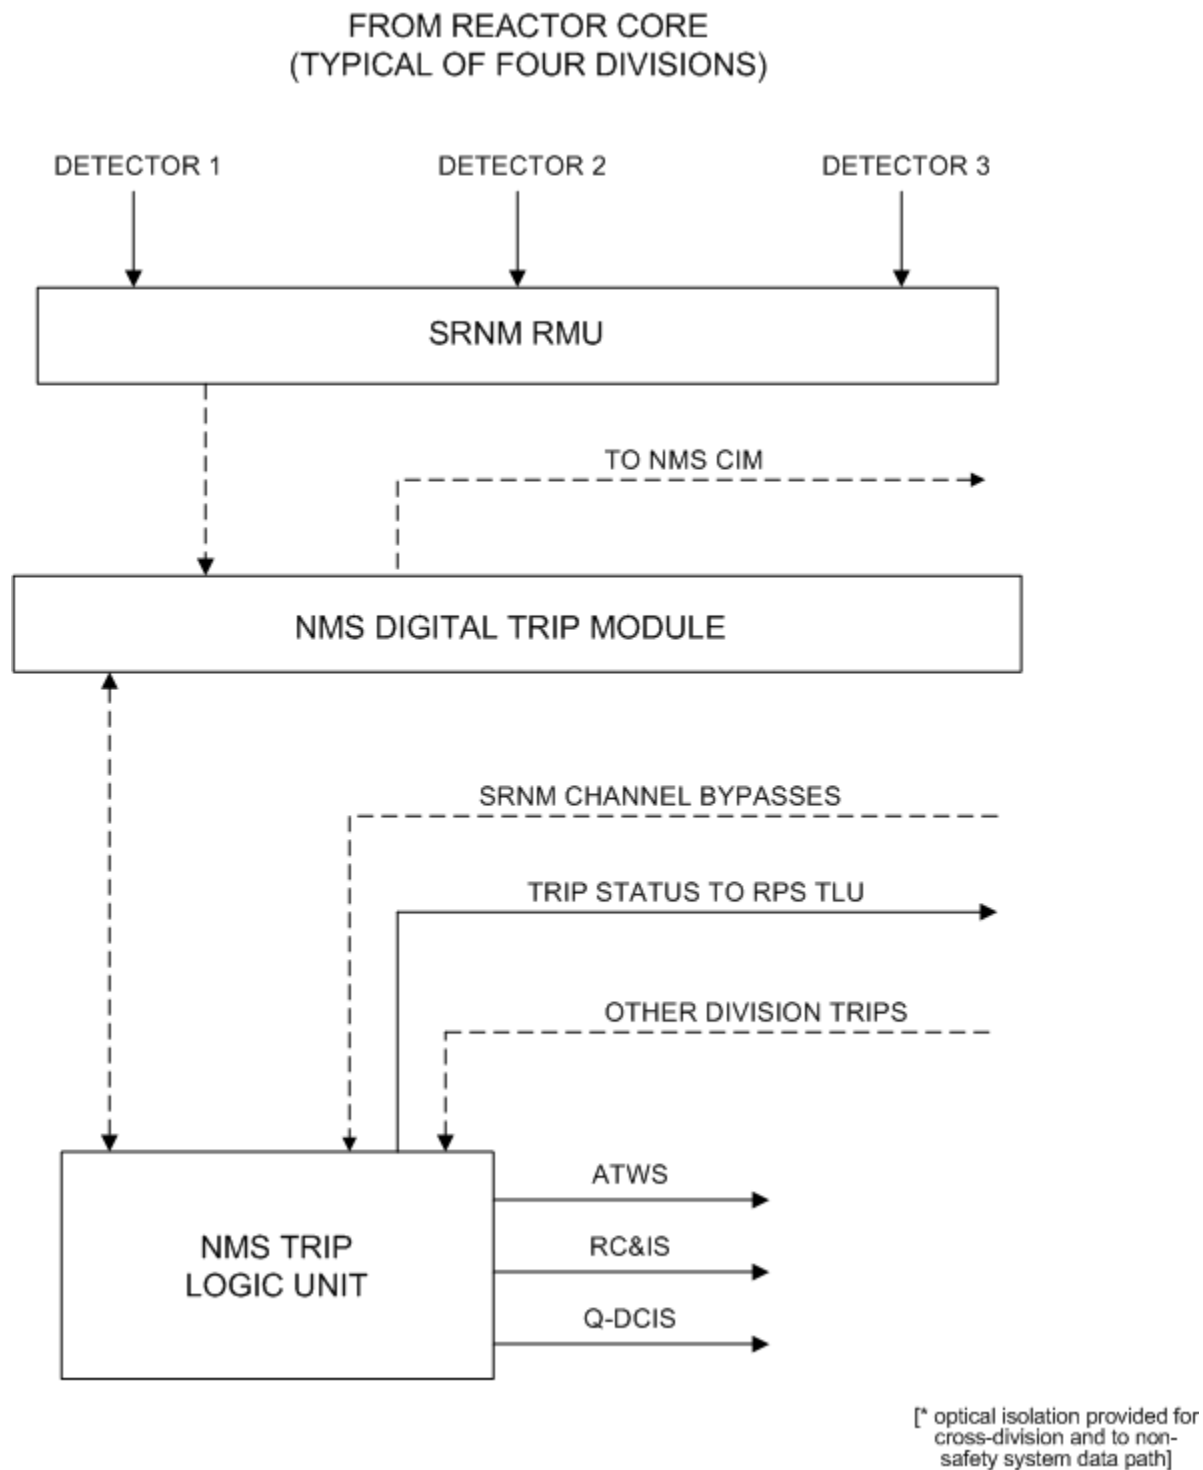 FROM REACTOR CORE
(TYPICAL OF FOUR DIVISIONS)
DETECTOR 1
DETECTOR 2
DETECTOR 3
SRNM RMU
TO NMS CIM
NMS DIGITAL TRIP MODULE
SRNM CHANNEL BYPASSES
TRIP STATUS TO RPS TLU
OTHER DIVISION TRIPS
NMS TRIP
LOGIC UNIT
ATWS
RC&IS
Q-DCIS
[* optical isolation provided for
cross-division and to non-
safety system data path]